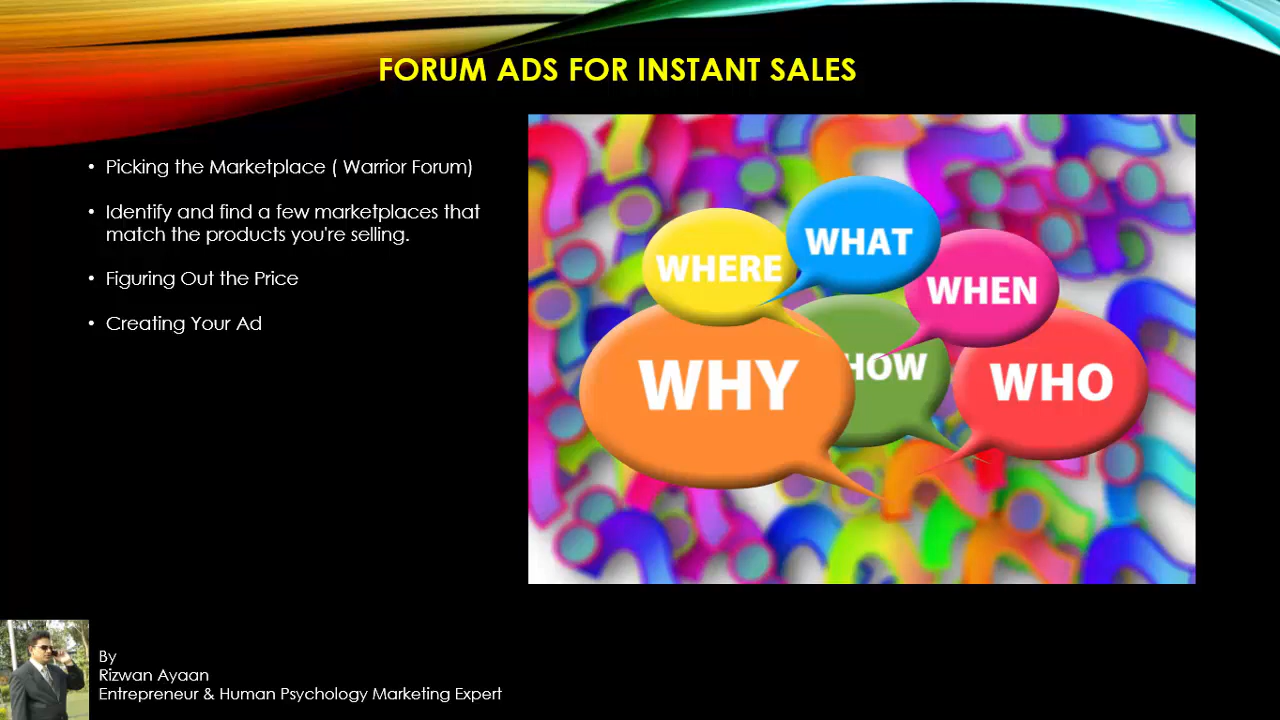 FORUM ADS FOR INSTANT SALES
• Picking the Marketplace ( Warrior Forum)
• Identify and find a few marketplaces that
match the products you're selling.
• Figuring Out the Price
• Creating Your Ad
WHERE
WHAT
WHEN
WHY
HOW
WHO
By
Rizwan Ayaan
Entrepreneur & Human Psychology Marketing Expert